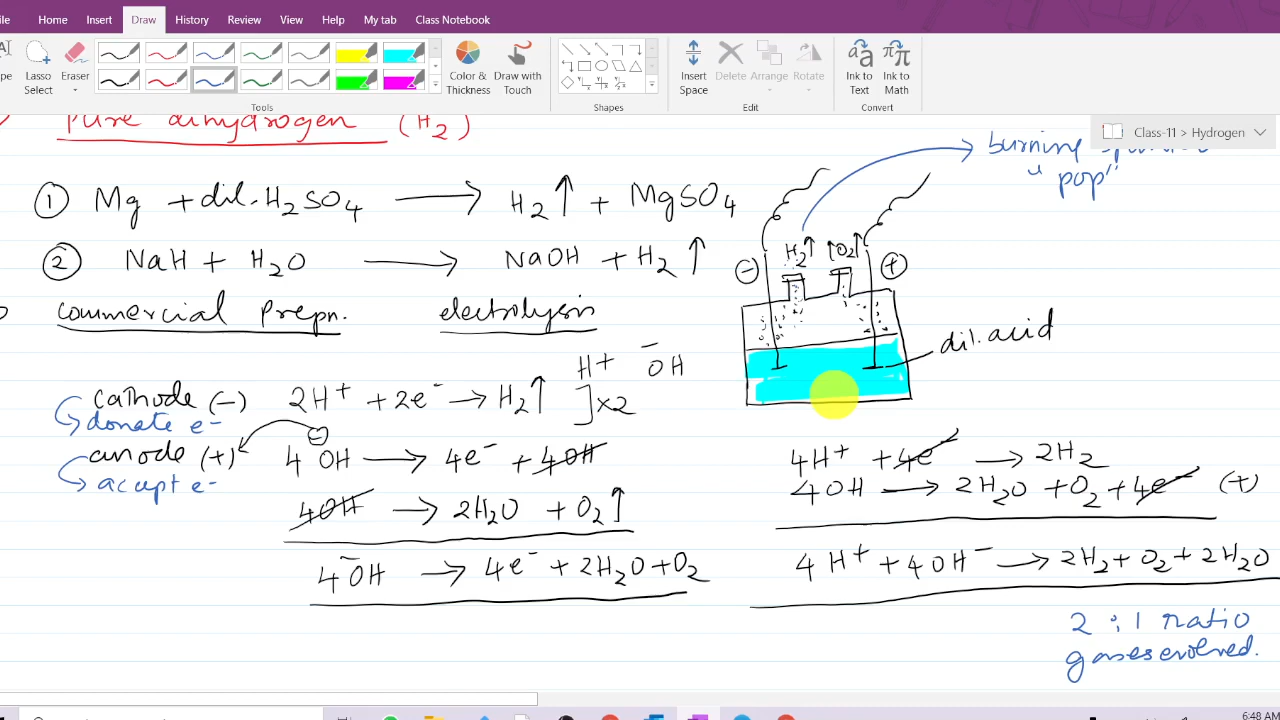 Home Insert Draw History Review View Help My tab Class Notebook
Lasso Select
Eraser
Color & Thickness
Draw with Touch
Insert Space
Delete
Arrange
Rotate
Ink to Text
Ink to Math
Tools
Shapes
Edit
Convert
Class-11 > Hydrogen
Pure dihydrogen (H2)
burning
"pop"
① Mg + dil. H2SO4 → H2↑ + MgSO4
② NaH + H2O → NaOH + H2↑
H2↑ ↑O2↑
− +
commercial Prepn. electrolysis
dil. acid
H+ OH−
cathode (−) 2H+ + 2e− → H2↑ ]×2
donate e−
anode (+) 4OH− → 4e− + 4OH
accept e−
4OH → 2H2O + O2↑
4OH− → 4e− + 2H2O + O2
4H+ + 4e → 2H2
4OH → 2H2O + O2 + 4e− (+)
4H+ + 4OH− → 2H2 + O2 + 2H2O
2 : 1 ratio
gases evolved.
6:48 AM